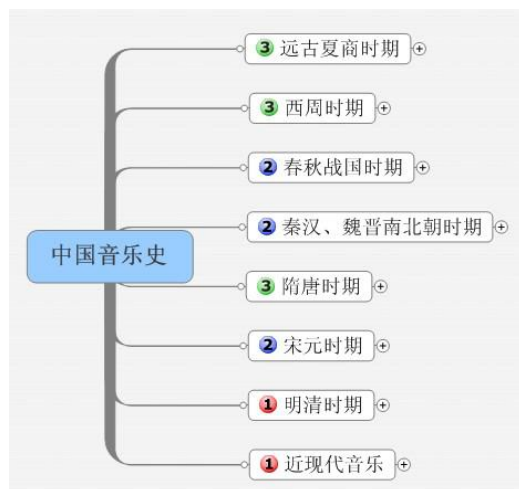 3 远古夏商时期
3 西周时期
2 春秋战国时期
2 秦汉、魏晋南北朝时期
中国音乐史
3 隋唐时期
2 宋元时期
1 明清时期
1 近现代音乐